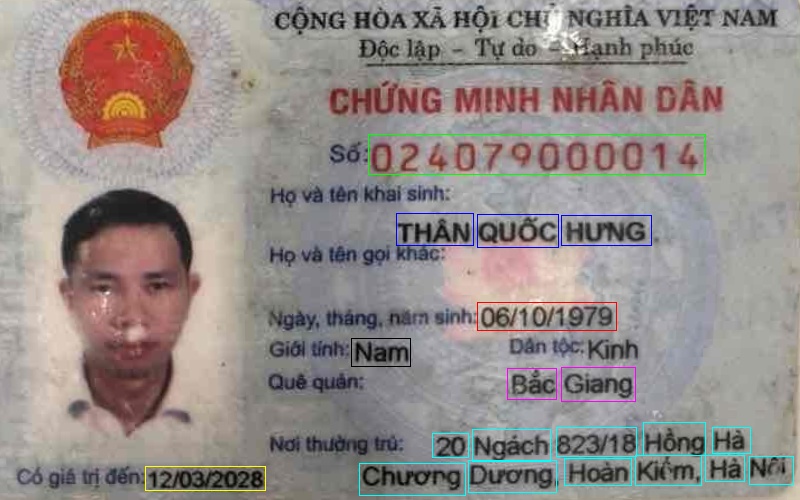 CỘNG HÒA XÃ HỘI CHỦ NGHĨA VIỆT NAM
Độc lập - Tự do - Hạnh phúc
CHỨNG MINH NHÂN DÂN
Số: 024079000014
Họ và tên khai sinh:
THÂN QUỐC HƯNG
Họ và tên gọi khác:
Ngày, tháng, năm sinh: 06/10/1979
Giới tính: Nam Dân tộc: Kinh
Quê quán: Bắc Giang
Nơi thường trú: 20 Ngách 823/18 Hồng Hà
Chương Dương, Hoàn Kiếm, Hà Nội
Có giá trị đến: 12/03/2028